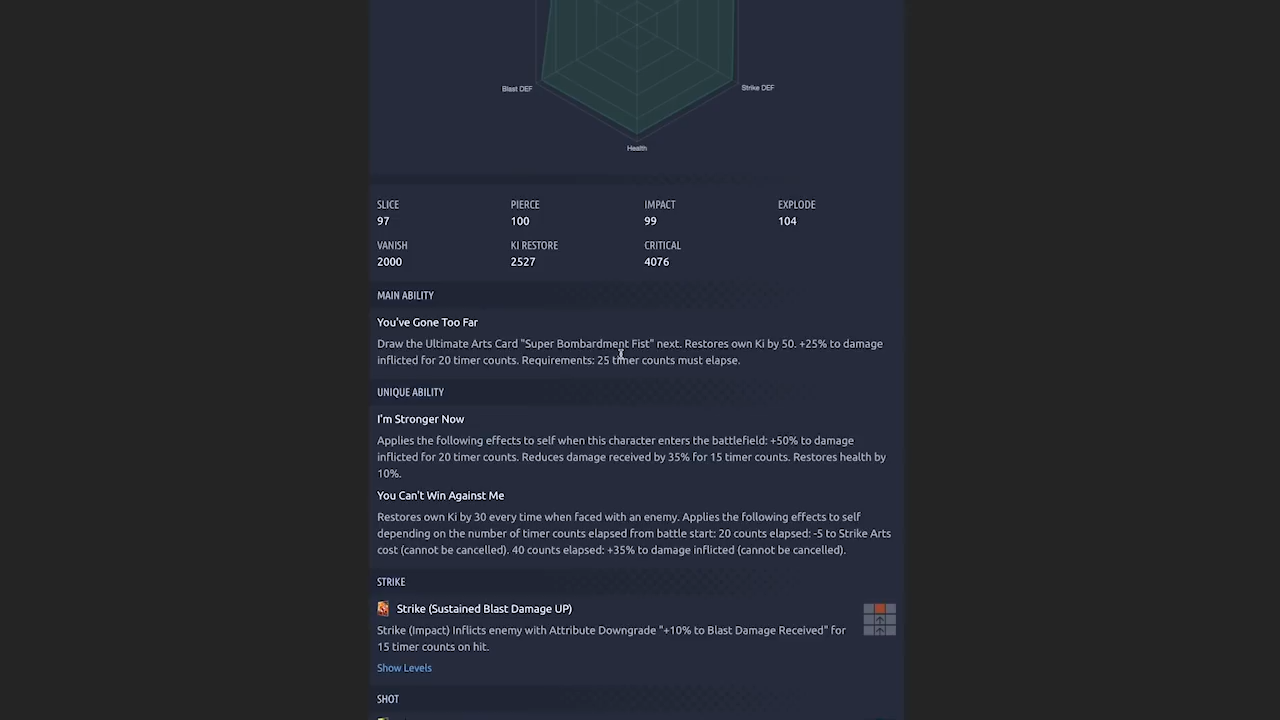 Blast DEF
Strike DEF
Health
SLICE PIERCE IMPACT EXPLODE
97 100 99 104
VANISH KI RESTORE CRITICAL
2000 2527 4076
MAIN ABILITY
You've Gone Too Far
Draw the Ultimate Arts Card "Super Bombardment Fist" next. Restores own Ki by 50. +25% to damage
inflicted for 20 timer counts. Requirements: 25 timer counts must elapse.
UNIQUE ABILITY
I'm Stronger Now
Applies the following effects to self when this character enters the battlefield: +50% to damage
inflicted for 20 timer counts. Reduces damage received by 35% for 15 timer counts. Restores health by
10%.
You Can't Win Against Me
Restores own Ki by 30 every time when faced with an enemy. Applies the following effects to self
depending on the number of timer counts elapsed from battle start: 20 counts elapsed: -5 to Strike Arts
cost (cannot be cancelled). 40 counts elapsed: +35% to damage inflicted (cannot be cancelled).
STRIKE
Strike (Sustained Blast Damage UP)
Strike (Impact) Inflicts enemy with Attribute Downgrade "+10% to Blast Damage Received" for
15 timer counts on hit.
Show Levels
SHOT